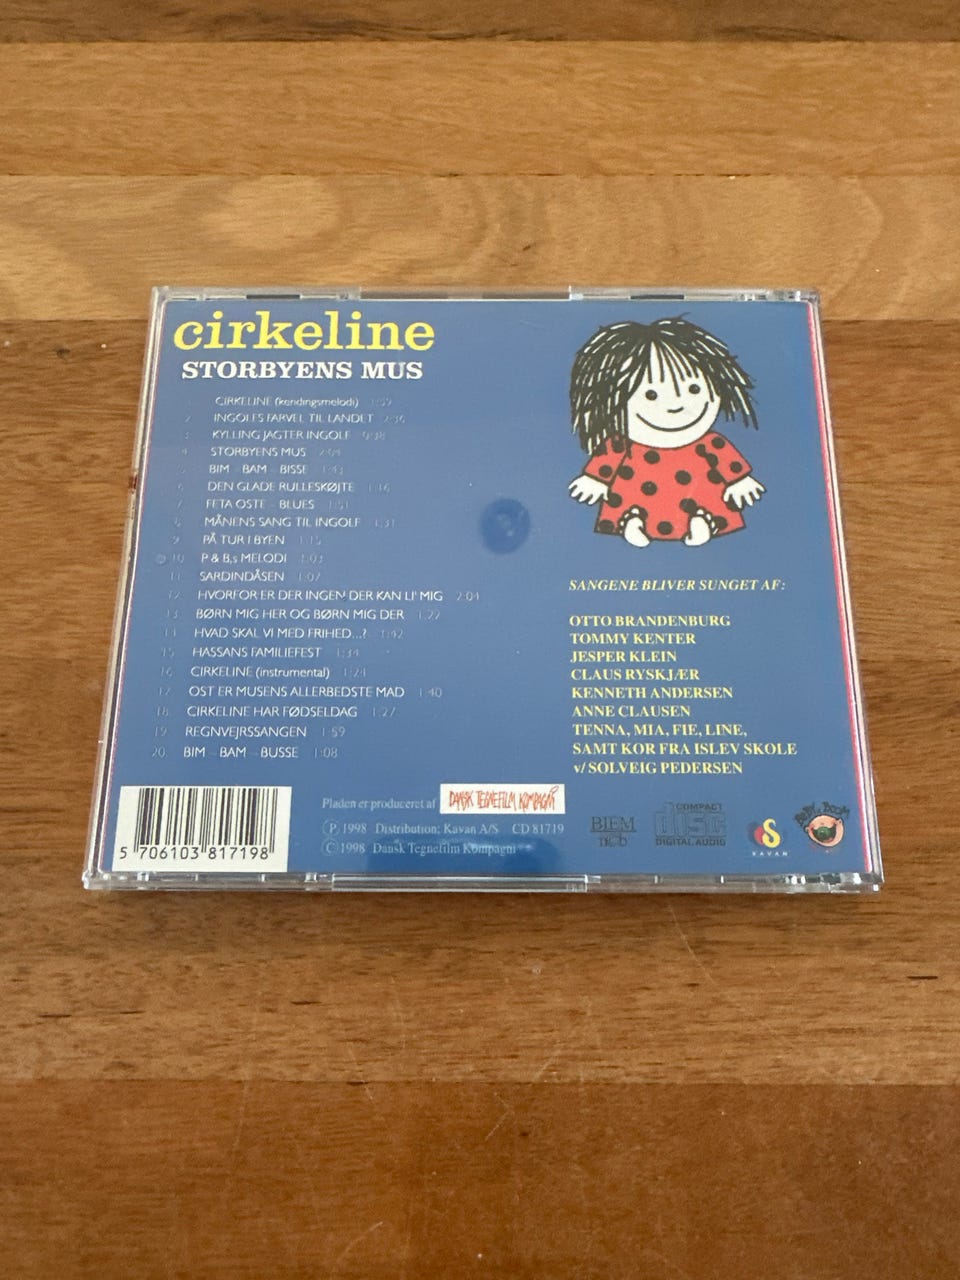 cirkeline
STORBYENS MUS
1. CIRKELINE (kendingsmelodi) 1:59
2. INGOLFS FARVEL TIL LANDET 2:36
3. KYLLING JAGTER INGOLF 0:38
4. STORBYENS MUS 2:04
5. BIM - BAM - BISSE 1:43
6. DEN GLADE RULLESKØJTE 1:16
7. FETA OSTE - BLUES 1:51
8. MÅNENS SANG TIL INGOLF 1:31
9. PÅ TUR I BYEN 1:15
10. P & B,s MELODI 1:03
11. SARDINDÅSEN 1:07
12. HVORFOR ER DER INGEN DER KAN LI' MIG 2:04
13. BØRN MIG HER OG BØRN MIG DER 1:22
14. HVAD SKAL VI MED FRIHED...? 1:42
15. HASSANS FAMILIEFEST 1:34
16. CIRKELINE (instrumental) 1:24
17. OST ER MUSENS ALLERBEDSTE MAD 1:40
18. CIRKELINE HAR FØDSELDAG 1:27
19. REGNVEJRSSANGEN 1:59
20. BIM - BAM - BUSSE 1:08
SANGENE BLIVER SUNGET AF:
OTTO BRANDENBURG
TOMMY KENTER
JESPER KLEIN
CLAUS RYSKJÆR
KENNETH ANDERSEN
ANNE CLAUSEN
TENNA, MIA, FIE, LINE,
SAMT KOR FRA ISLEV SKOLE
v/ SOLVEIG PEDERSEN
5 706103 817198
Pladen er produceret af DANSK TEGNEFILM KOMPAGNI
Ⓟ 1998 Distribution: Kavan A/S CD 81719
Ⓒ 1998 Dansk Tegnefilm Kompagni
BIEM
ncb
COMPACT
disc
DIGITAL AUDIO
KAVAN